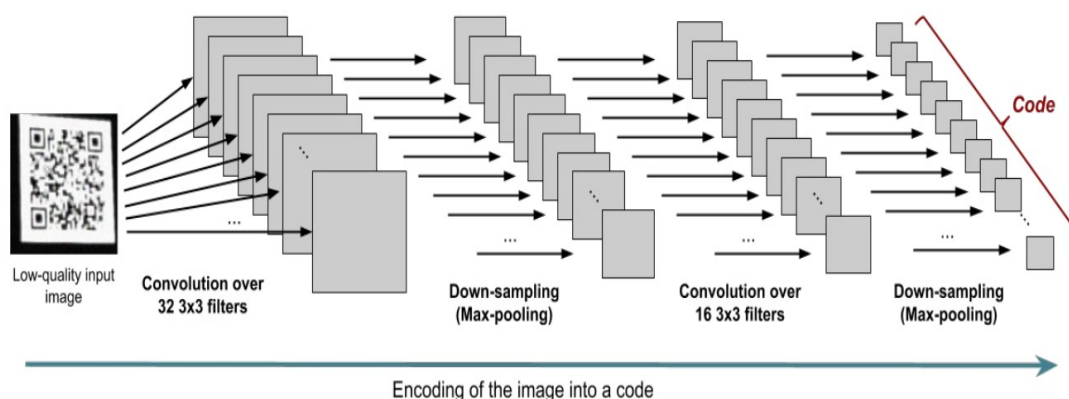 Code
Low-quality input
image
Convolution over
32 3x3 filters
...
Down-sampling
(Max-pooling)
...
Convolution over
16 3x3 filters
...
Down-sampling
(Max-pooling)
...
Encoding of the image into a code